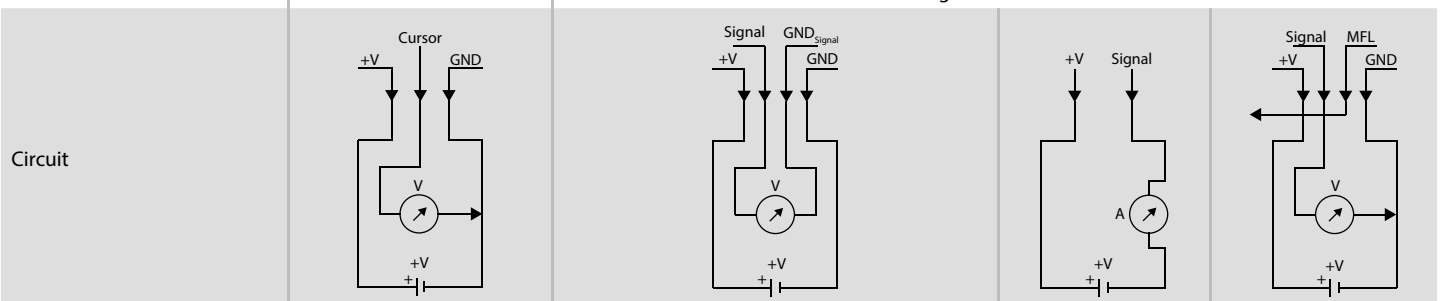 Circuit
Cursor
+V
GND
V
+V
+
Signal
GND Signal
+V
GND
V
+V
+
+V
Signal
A
+V
+
Signal
MFL
+V
GND
V
+V
+